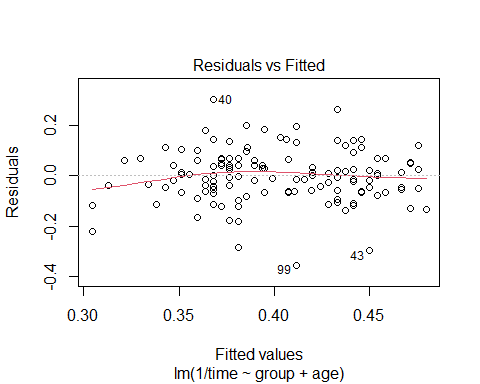 Residuals vs Fitted
Residuals
0.2
0.0
-0.2
-0.4
40
99
43
0.30 0.35 0.40 0.45
Fitted values
lm(1/time ~ group + age)